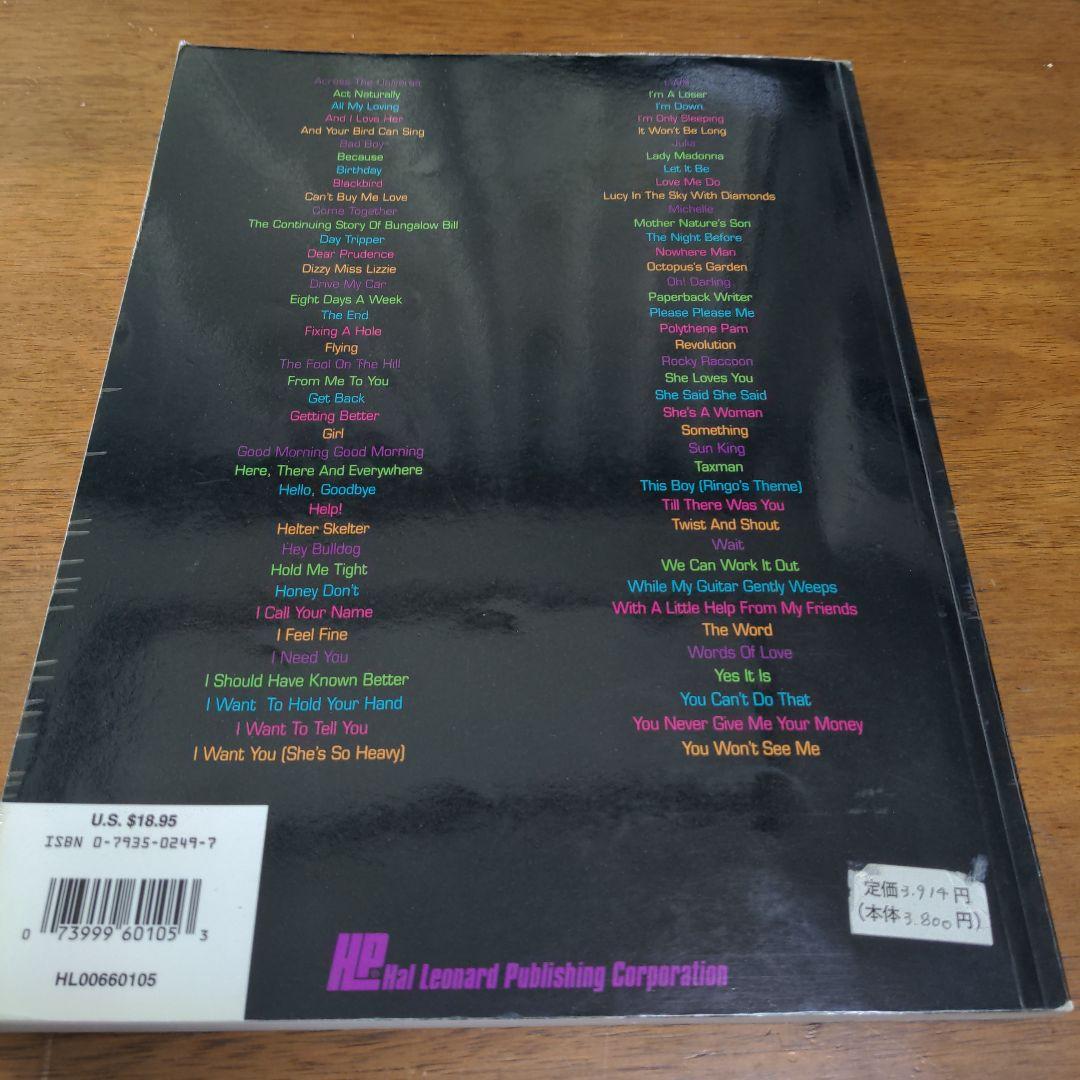 Across The Universe
Act Naturally
All My Loving
And I Love Her
And Your Bird Can Sing
Bad Boy
Because
Birthday
Blackbird
Can't Buy Me Love
Come Together
The Continuing Story Of Bungalow Bill
Day Tripper
Dear Prudence
Dizzy Miss Lizzie
Drive My Car
Eight Days A Week
The End
Fixing A Hole
Flying
The Fool On The Hill
From Me To You
Get Back
Getting Better
Girl
Good Morning Good Morning
Here, There And Everywhere
Hello, Goodbye
Help!
Helter Skelter
Hey Bulldog
Hold Me Tight
Honey Don't
I Call Your Name
I Feel Fine
I Need You
I Should Have Known Better
I Want To Hold Your Hand
I Want To Tell You
I Want You (She's So Heavy)
I'm A Loser
I'm Down
I'm Only Sleeping
It Won't Be Long
Julia
Lady Madonna
Let It Be
Love Me Do
Lucy In The Sky With Diamonds
Michelle
Mother Nature's Son
The Night Before
Nowhere Man
Octopus's Garden
Oh! Darling
Paperback Writer
Please Please Me
Polythene Pam
Revolution
Rocky Raccoon
She Loves You
She Said She Said
She's A Woman
Something
Sun King
Taxman
This Boy (Ringo's Theme)
Till There Was You
Twist And Shout
Wait
We Can Work It Out
While My Guitar Gently Weeps
With A Little Help From My Friends
The Word
Words Of Love
Yes It Is
You Can't Do That
You Never Give Me Your Money
You Won't See Me
U.S. $18.95
ISBN 0-7935-0249-7
0 73999 60105 3
HL00660105
HL® Hal Leonard Publishing Corporation
定価3.914円
(本体3.800円)